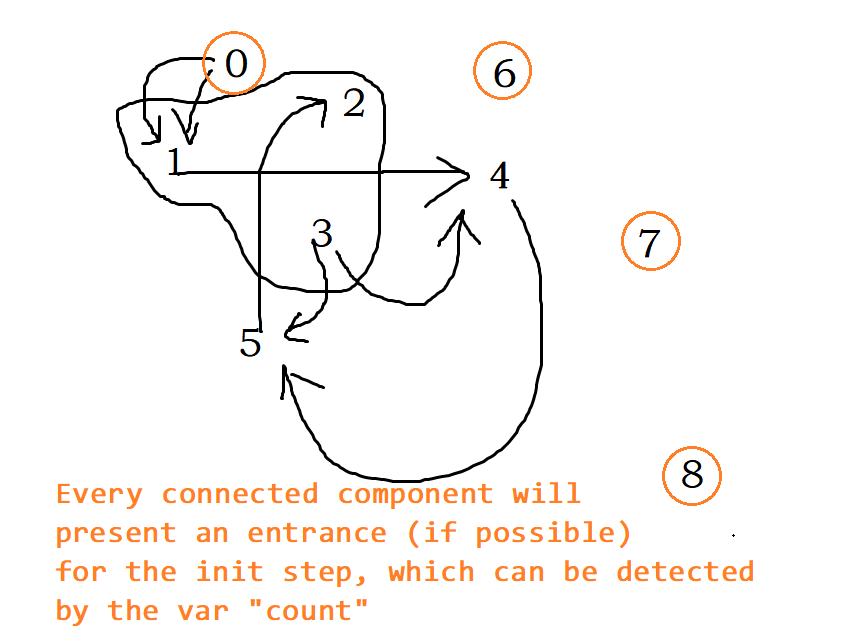 0
6
2
1
4
3
7
5
8
Every connected component will
present an entrance (if possible)
for the init step, which can be detected
by the var "count"